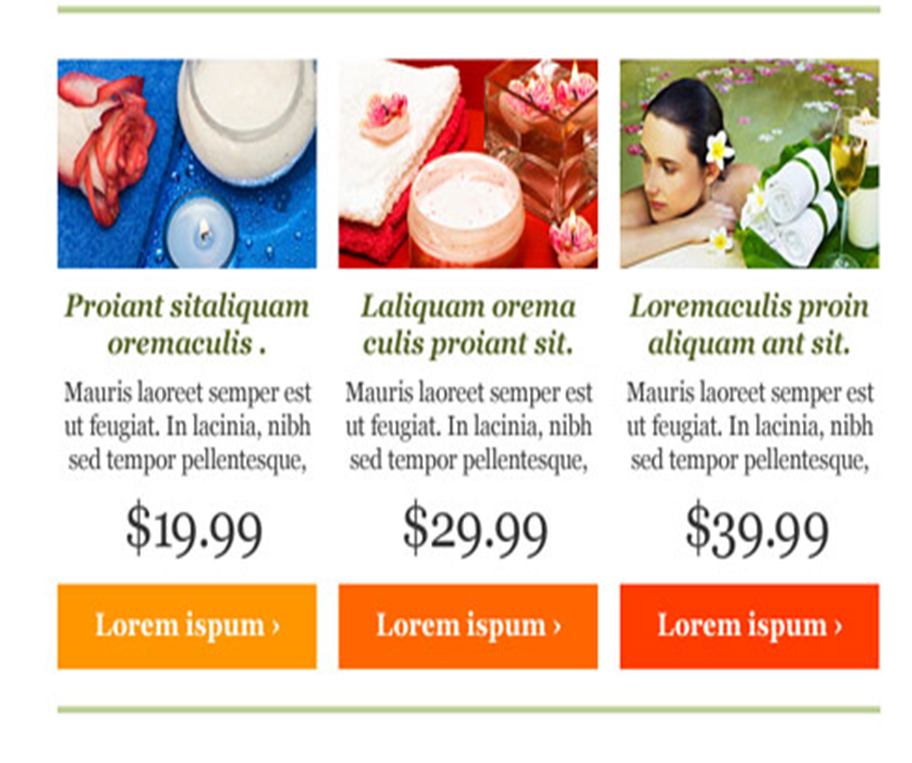 Proiant sitaliquam
oremaculis .
Mauris laoreet semper est
ut feugiat. In lacinia, nibh
sed tempor pellentesque,
$19.99
Lorem ispum ›
Laliquam orema
culis proiant sit.
Mauris laoreet semper est
ut feugiat. In lacinia, nibh
sed tempor pellentesque,
$29.99
Lorem ispum ›
Loremaculis proin
aliquam ant sit.
Mauris laoreet semper est
ut feugiat. In lacinia, nibh
sed tempor pellentesque,
$39.99
Lorem ispum ›